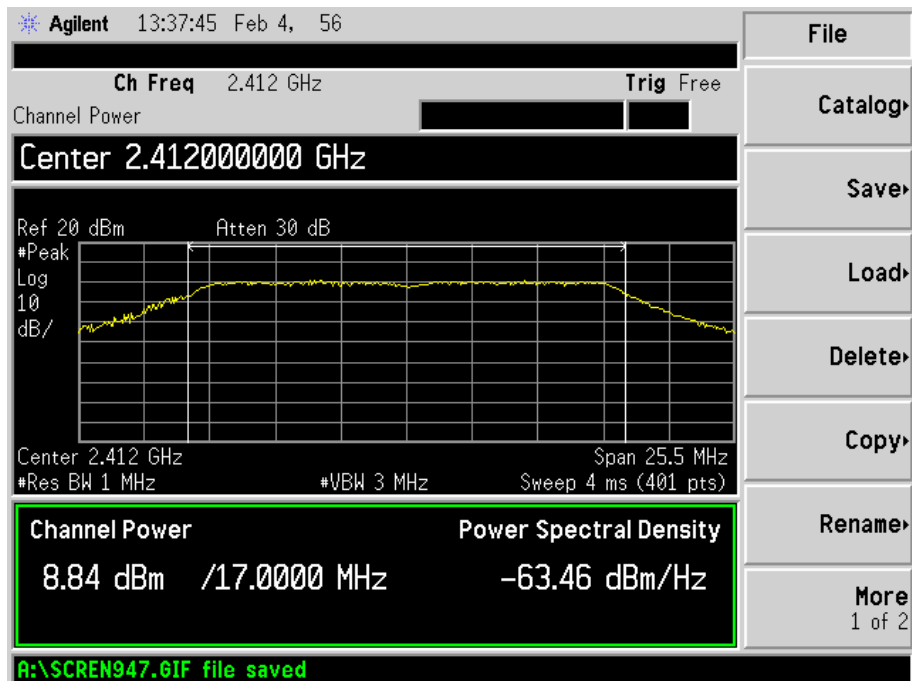 Agilent 13:37:45 Feb 4, 56
Ch Freq 2.412 GHz Trig Free
Channel Power
Center 2.412000000 GHz
Ref 20 dBm Atten 30 dB
#Peak
Log
10
dB/
Center 2.412 GHz Span 25.5 MHz
#Res BW 1 MHz #VBW 3 MHz Sweep 4 ms (401 pts)
Channel Power Power Spectral Density
8.84 dBm /17.0000 MHz -63.46 dBm/Hz
A:\SCREN947.GIF file saved
File
Catalog
Save
Load
Delete
Copy
Rename
More
1 of 2